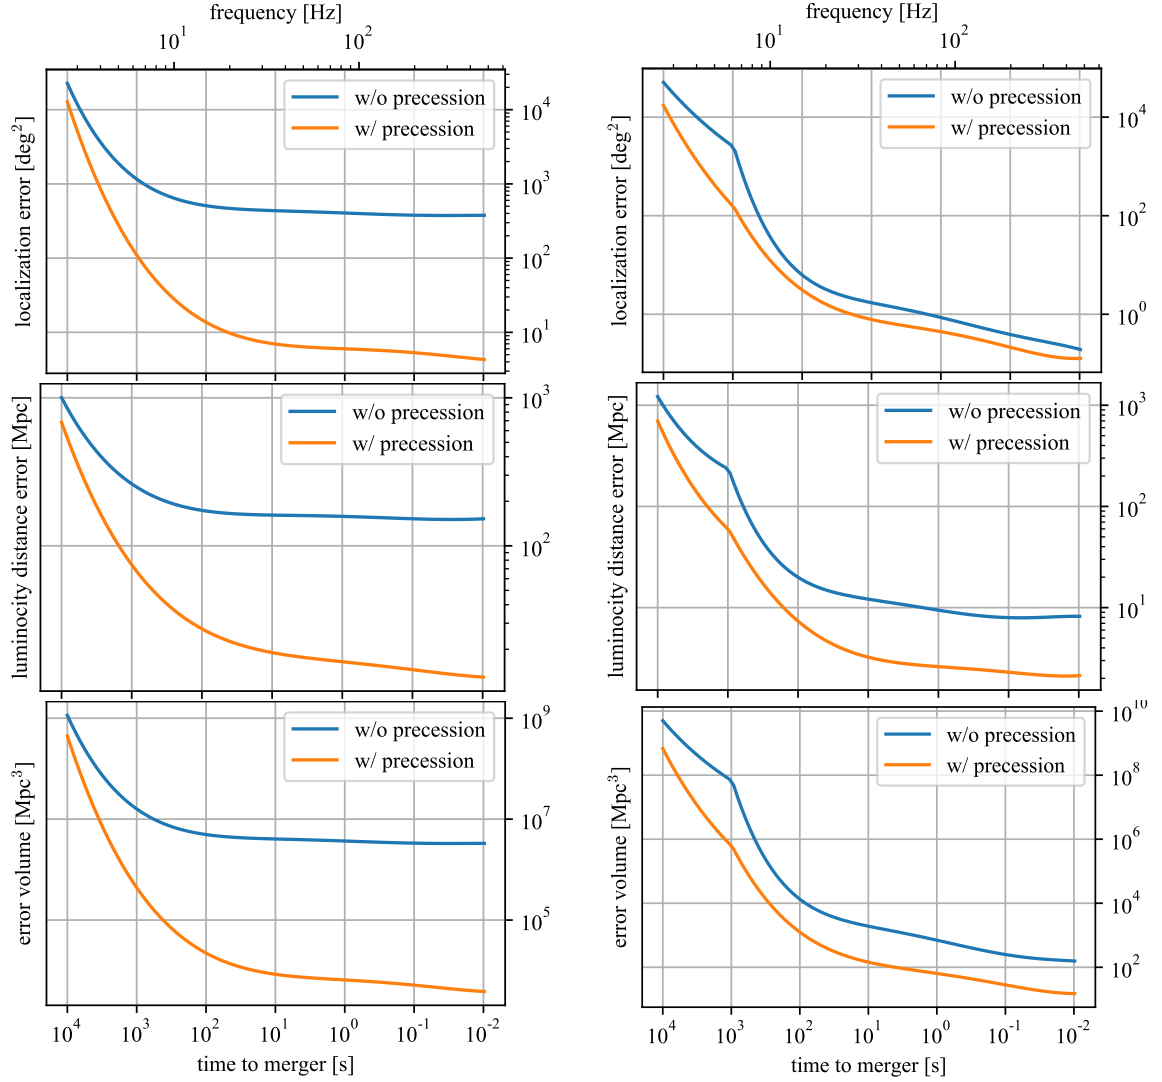 frequency [Hz]
10^1 10^2
localization error [deg^2]
w/o precession
w/ precession
10^4
10^3
10^2
10^1
luminocity distance error [Mpc]
w/o precession
w/ precession
10^3
10^2
error volume [Mpc^3]
w/o precession
w/ precession
10^9
10^7
10^5
10^4 10^3 10^2 10^1 10^0 10^-1 10^-2
time to merger [s]
frequency [Hz]
10^1 10^2
localization error [deg^2]
w/o precession
w/ precession
10^4
10^2
10^0
luminocity distance error [Mpc]
w/o precession
w/ precession
10^3
10^2
10^1
error volume [Mpc^3]
w/o precession
w/ precession
10^10
10^8
10^6
10^4
10^2
10^4 10^3 10^2 10^1 10^0 10^-1 10^-2
time to merger [s]